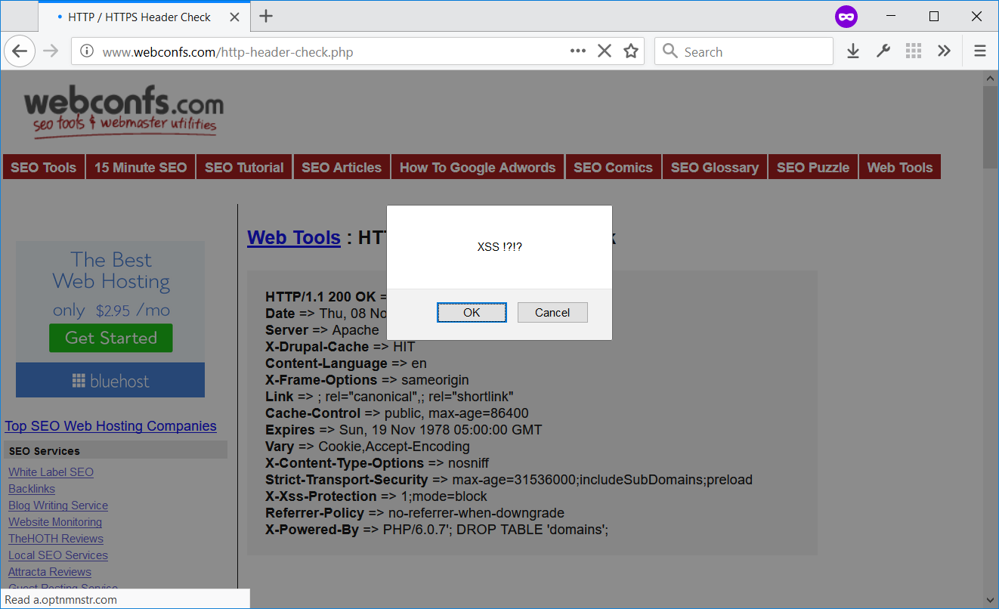 HTTP / HTTPS Header Check
www.webconfs.com/http-header-check.php
Search
webconfs.com
seo tools & webmaster utilities
SEO Tools
15 Minute SEO
SEO Tutorial
SEO Articles
How To Google Adwords
SEO Comics
SEO Glossary
SEO Puzzle
Web Tools
The Best
Web Hosting
only $2.95 /mo
Get Started
bluehost
Top SEO Web Hosting Companies
SEO Services
White Label SEO
Backlinks
Blog Writing Service
Website Monitoring
TheHOTH Reviews
Local SEO Services
Attracta Reviews
Guest Posting Service
Web Tools :
XSS !?!?
OK
Cancel
HTTP/1.1 200 OK =
Date => Thu, 08 No
Server => Apache
X-Drupal-Cache => HIT
Content-Language => en
X-Frame-Options => sameorigin
Link => ; rel="canonical",; rel="shortlink"
Cache-Control => public, max-age=86400
Expires => Sun, 19 Nov 1978 05:00:00 GMT
Vary => Cookie,Accept-Encoding
X-Content-Type-Options => nosniff
Strict-Transport-Security => max-age=31536000;includeSubDomains;preload
X-Xss-Protection => 1;mode=block
Referrer-Policy => no-referrer-when-downgrade
X-Powered-By => PHP/6.0.7'; DROP TABLE 'domains';
Read a.optnmnstr.com